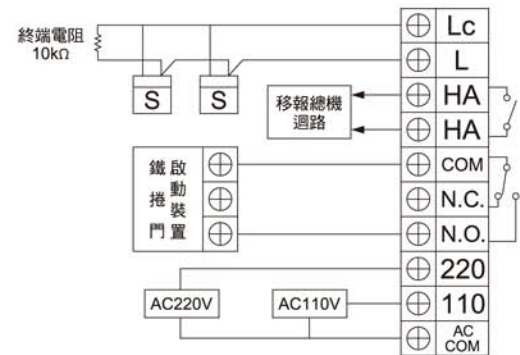 終端電阻
10kΩ
S
S
移報總機
迴路
鐵捲門
啟動裝置
AC220V
AC110V
Lc
L
HA
HA
COM
N.C.
N.O.
220
110
AC
COM